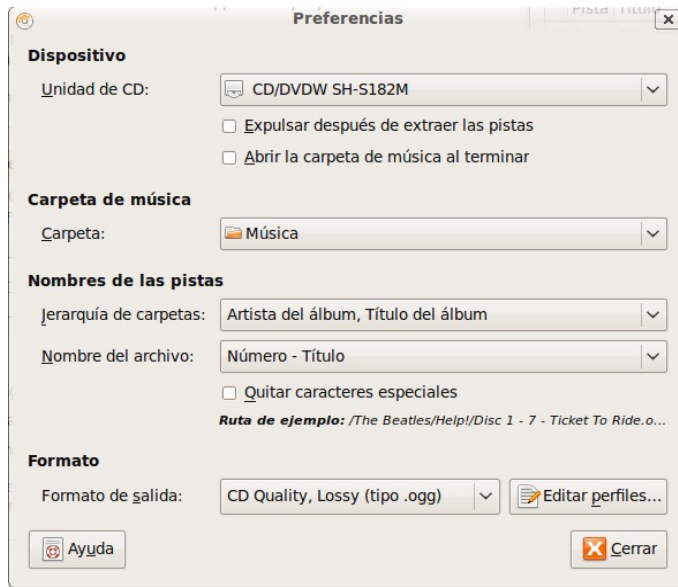 Preferencias
Pista Título
Dispositivo
Unidad de CD: CD/DVDW SH-S182M
Expulsar después de extraer las pistas
Abrir la carpeta de música al terminar
Carpeta de música
Carpeta: Música
Nombres de las pistas
Jerarquía de carpetas: Artista del álbum, Título del álbum
Nombre del archivo: Número - Título
Quitar caracteres especiales
Ruta de ejemplo: /The Beatles/Help!/Disc 1 - 7 - Ticket To Ride.o...
Formato
Formato de salida: CD Quality, Lossy (tipo .ogg) Editar perfiles...
Ayuda Cerrar